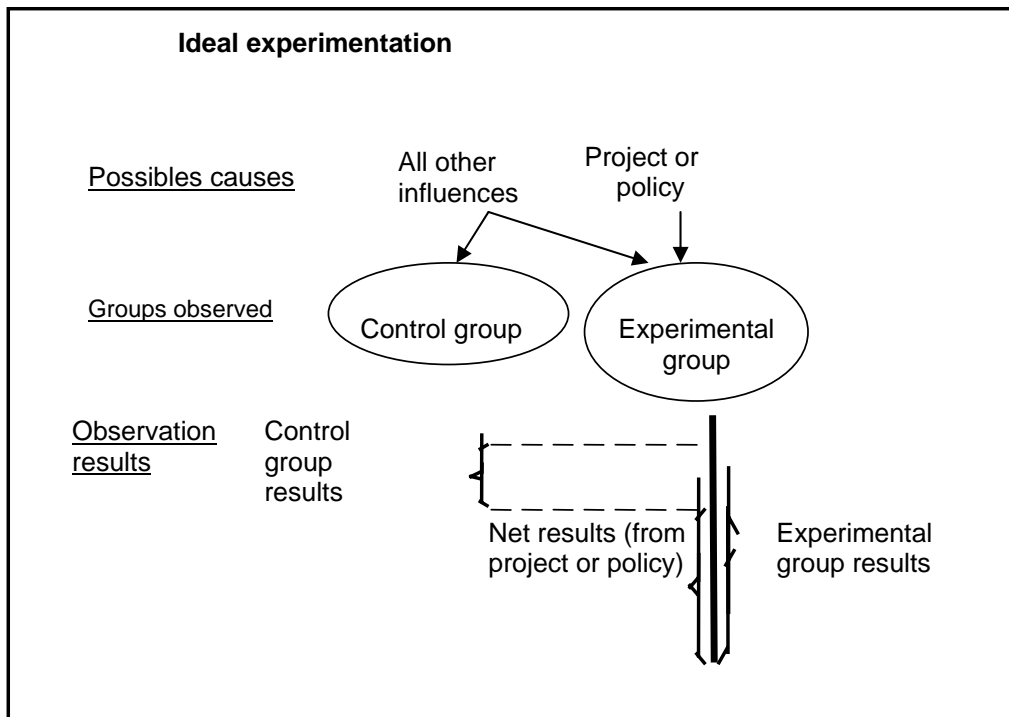 Ideal experimentation
Possibles causes
All other
influences
Project or
policy
Groups observed
Control group
Experimental
group
Observation
results
Control
group
results
Net results (from
project or policy)
Experimental
group results